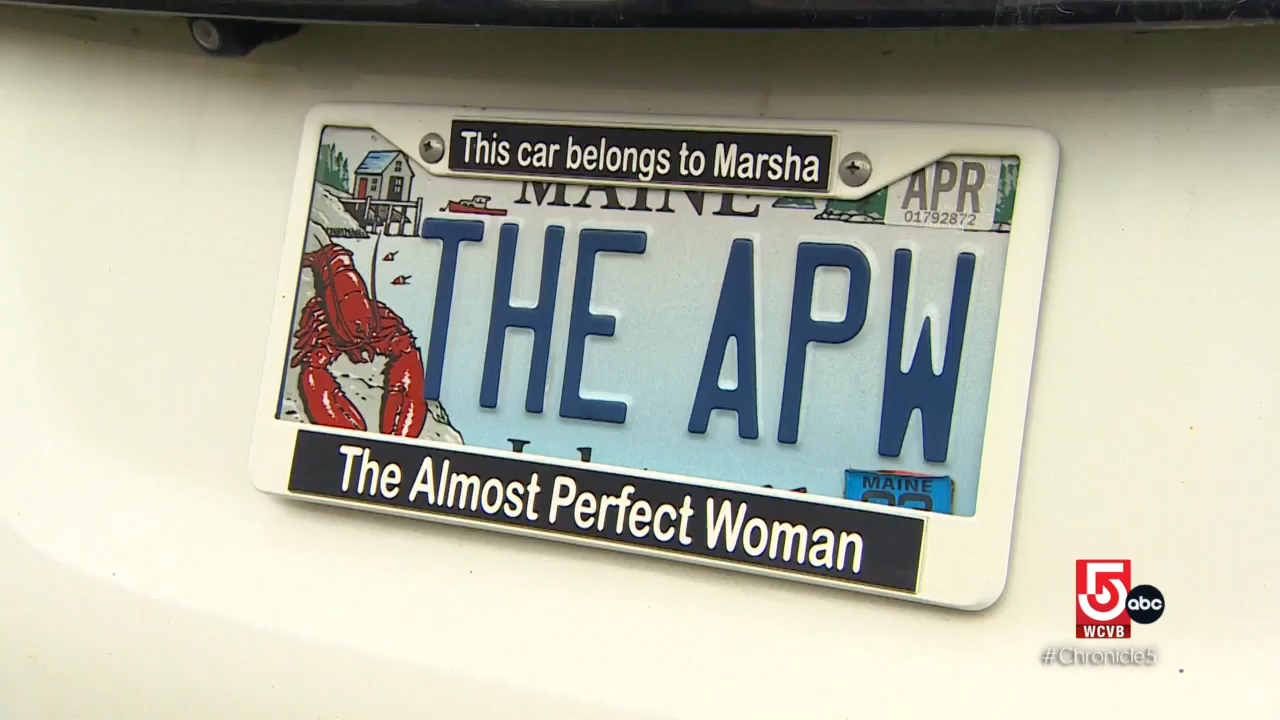 This car belongs to Marsha
MAINE
APR
01792872
THE APW
MAINE
The Almost Perfect Woman
5
abc
WCVB
#Chronicle5